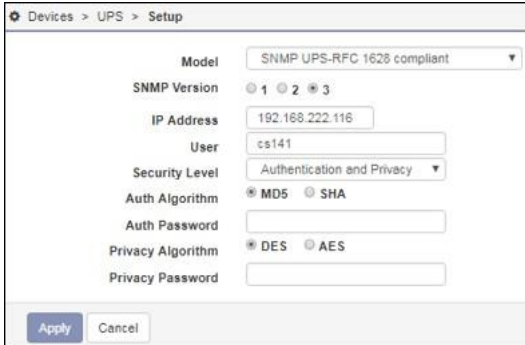 Devices > UPS > Setup
Model SNMP UPS-RFC 1628 compliant
SNMP Version 1 2 3
IP Address 192.168.222.116
User cs141
Security Level Authentication and Privacy
Auth Algorithm MD5 SHA
Auth Password
Privacy Algorithm DES AES
Privacy Password
Apply Cancel